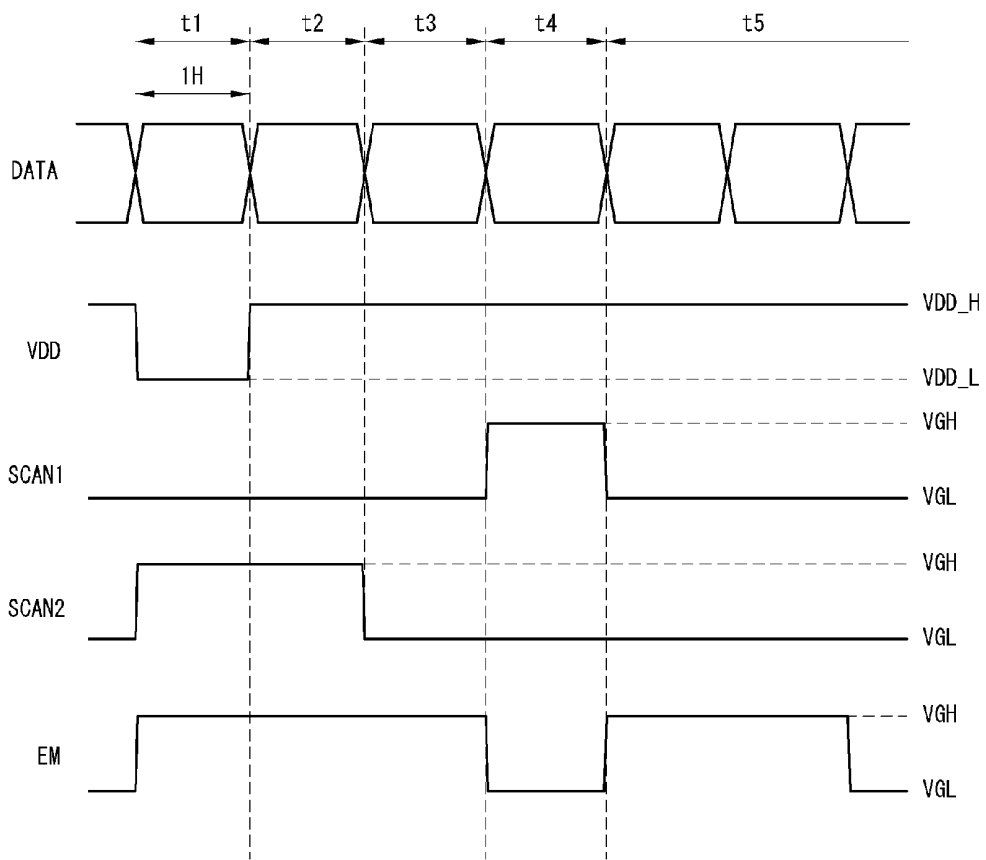 t1 t2 t3 t4 t5
1H
DATA
VDD_H
VDD
VDD_L
VGH
SCAN1
VGL
VGH
SCAN2
VGL
VGH
EM
VGL